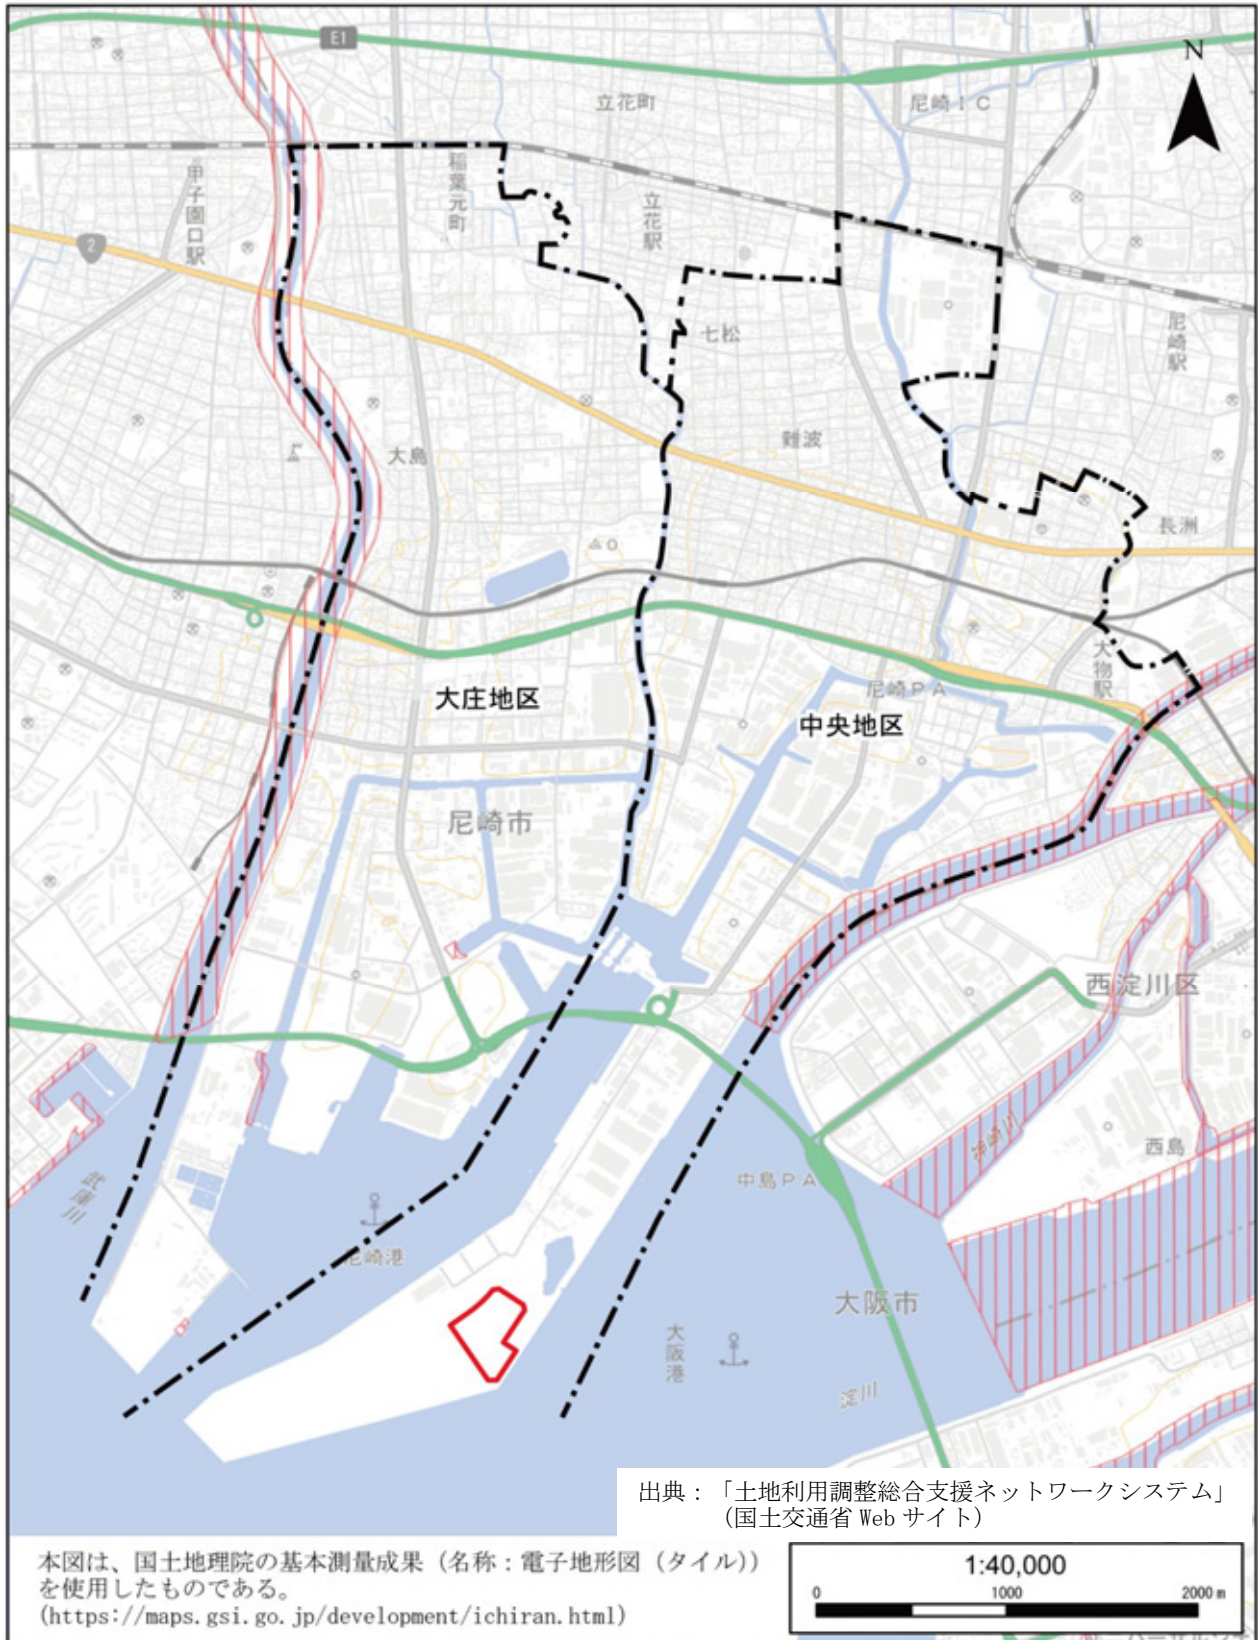 E1
N
立花町
尼崎IC
甲子園口駅
稲葉元町
立花駅
2
七松
尼崎駅
大島
難波
長洲
大物駅
大庄地区
尼崎PA
中央地区
尼崎市
西淀川区
神崎川
西島
武庫川
中島PA
尼崎港
大阪市
大阪港
淀川
出典:「土地利用調整総合支援ネットワークシステム」
(国土交通省 Web サイト)
本図は、国土地理院の基本測量成果(名称:電子地形図(タイル))
を使用したものである。
(https://maps.gsi.go.jp/development/ichiran.html)
1:40,000
0 1000 2000 m